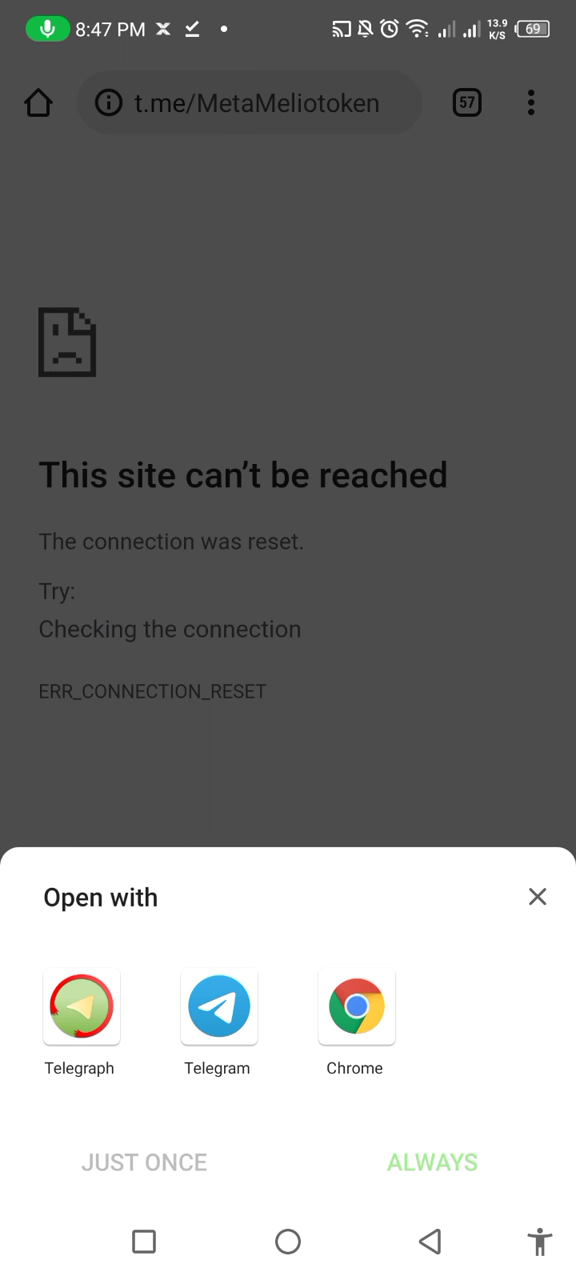 8:47 PM 13.9 K/S 69
t.me/MetaMeliotoken 57
This site can't be reached
The connection was reset.
Try:
Checking the connection
ERR_CONNECTION_RESET
Open with
Telegraph Telegram Chrome
JUST ONCE ALWAYS